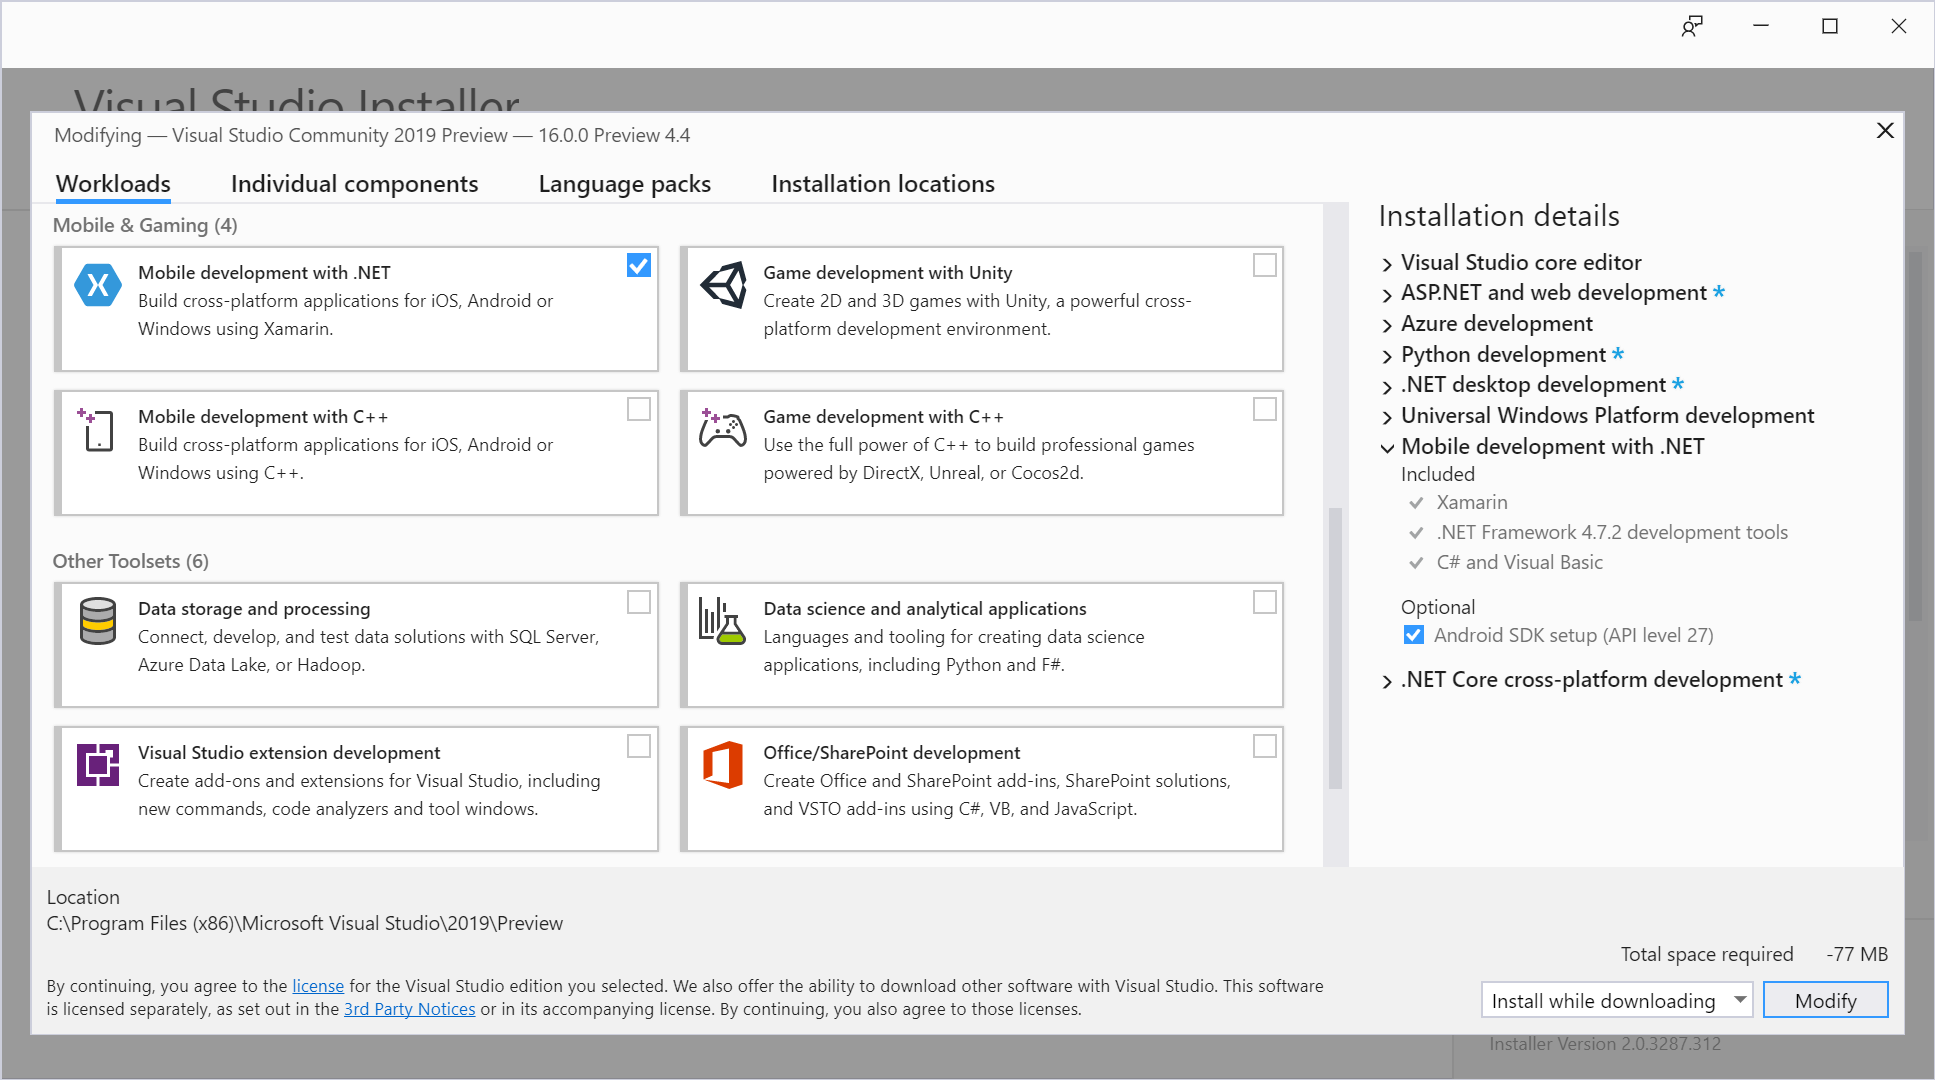 Visual Studio Installer
Modifying — Visual Studio Community 2019 Preview — 16.0.0 Preview 4.4
Workloads
Individual components
Language packs
Installation locations
Mobile & Gaming (4)
Mobile development with .NET
Build cross-platform applications for iOS, Android or
Windows using Xamarin.
Game development with Unity
Create 2D and 3D games with Unity, a powerful cross-
platform development environment.
Mobile development with C++
Build cross-platform applications for iOS, Android or
Windows using C++.
Game development with C++
Use the full power of C++ to build professional games
powered by DirectX, Unreal, or Cocos2d.
Other Toolsets (6)
Data storage and processing
Connect, develop, and test data solutions with SQL Server,
Azure Data Lake, or Hadoop.
Data science and analytical applications
Languages and tooling for creating data science
applications, including Python and F#.
Visual Studio extension development
Create add-ons and extensions for Visual Studio, including
new commands, code analyzers and tool windows.
Office/SharePoint development
Create Office and SharePoint add-ins, SharePoint solutions,
and VSTO add-ins using C#, VB, and JavaScript.
Installation details
Visual Studio core editor
ASP.NET and web development *
Azure development
Python development *
.NET desktop development *
Universal Windows Platform development
Mobile development with .NET
Included
Xamarin
.NET Framework 4.7.2 development tools
C# and Visual Basic
Optional
Android SDK setup (API level 27)
.NET Core cross-platform development *
Location
C:\Program Files (x86)\Microsoft Visual Studio\2019\Preview
Total space required -77 MB
By continuing, you agree to the license for the Visual Studio edition you selected. We also offer the ability to download other software with Visual Studio. This software
is licensed separately, as set out in the 3rd Party Notices or in its accompanying license. By continuing, you also agree to those licenses.
Install while downloading
Modify
Installer Version 2.0.3287.312